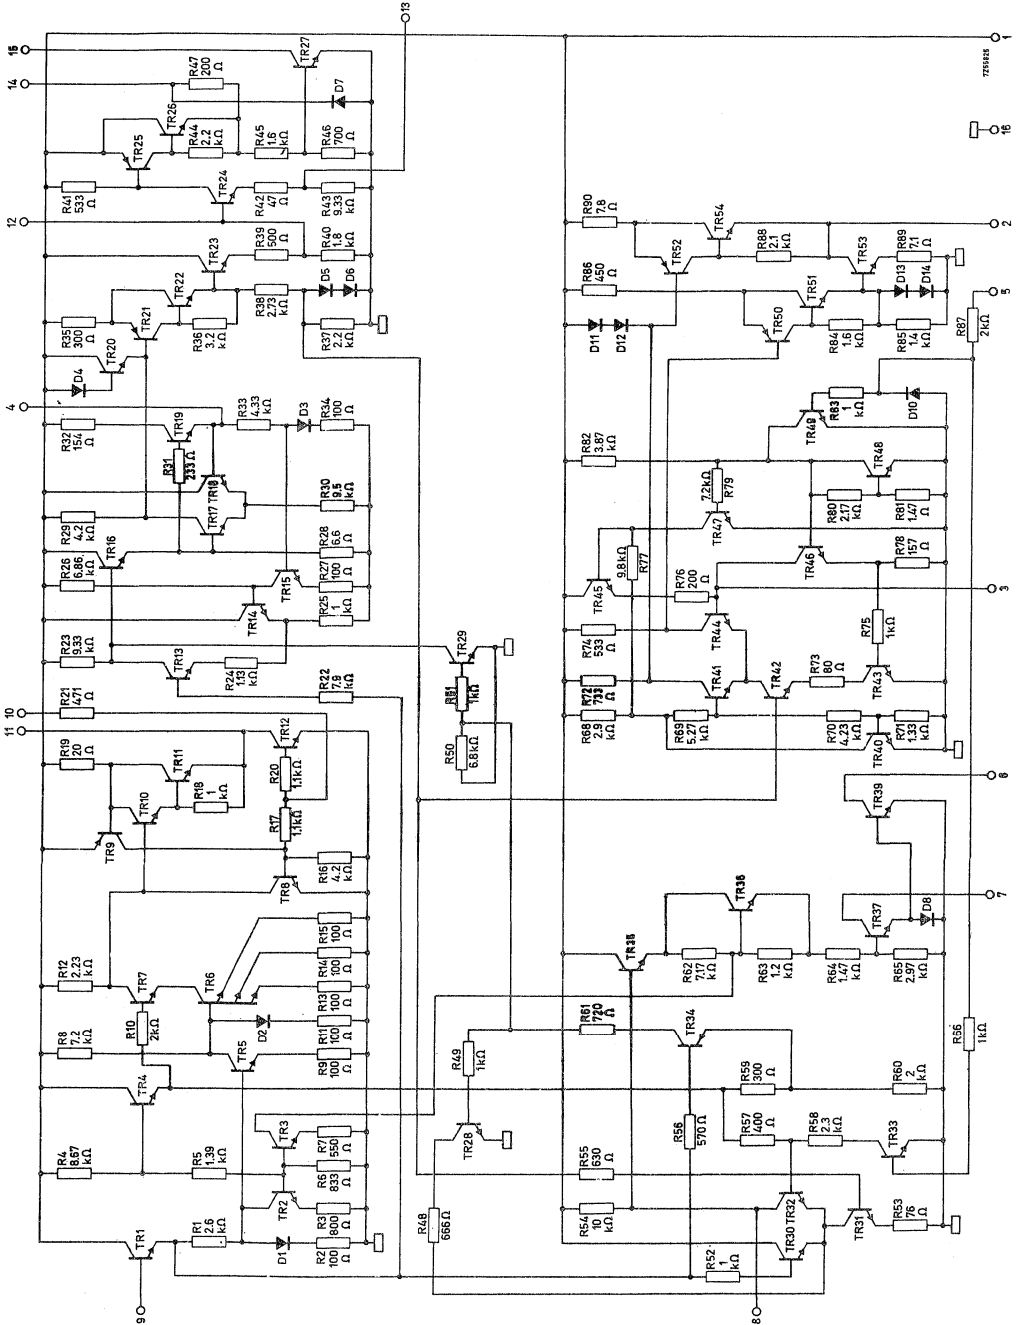 9
8
TR1
R1
2.6
kΩ
D1
R2
100
Ω
R3
800
Ω
TR2
R4
8.67
kΩ
R5
1.39
kΩ
R6
833
Ω
R7
550
Ω
TR3
TR4
R8
7.2
kΩ
R10
2kΩ
TR5
R9
100
Ω
R11
100
Ω
D2
R12
2.23
kΩ
TR7
TR6
R13
100
Ω
R14
100
Ω
R15
100
Ω
TR8
R16
4.2
kΩ
TR9
TR10
TR11
R17
1.1kΩ
R18
1
kΩ
R19
20
Ω
R20
1.1kΩ
TR12
11
10
R21
471
Ω
R22
7.9
kΩ
R23
9.33
kΩ
TR13
R24
1.13
kΩ
TR14
R25
1
kΩ
R26
6.86
kΩ
TR15
R27
100
Ω
TR16
R28
6.6
Ω
R29
4.2
kΩ
TR17
TR18
R30
9.5
kΩ
R31
233 Ω
TR19
R32
154
Ω
R33
4.33
kΩ
D3
R34
100
Ω
4
D4
TR20
TR21
R35
300
Ω
R36
3.2
kΩ
TR22
R37
2.2
kΩ
R38
2.73
kΩ
D5
D6
TR23
R39
500
Ω
R40
1.8
kΩ
12
R41
533
Ω
TR24
R42
47
Ω
R43
9.33
kΩ
TR25
TR26
R44
2.2
kΩ
R45
1.6
kΩ
R46
700
Ω
R47
200
Ω
D7
TR27
14
15
13
R48
666Ω
TR28
R49
1kΩ
R50
6.8kΩ
R51
1kΩ
TR29
R52
1
kΩ
TR30
TR32
TR31
R53
76
Ω
R54
10
kΩ
R55
630
Ω
R56
570 Ω
R57
400
Ω
R58
2.3
kΩ
TR33
R59
300
Ω
R60
2
kΩ
R61
720
Ω
TR34
TR35
R62
7.17
kΩ
R63
1.2
kΩ
TR36
R64
1.47
kΩ
R65
2.97
kΩ
R66
1kΩ
TR37
D8
TR39
7
6
R68
2.9
kΩ
R69
5.27
kΩ
R70
4.23
kΩ
R71
1.33
kΩ
TR40
TR41
R72
733
Ω
TR42
R73
80
Ω
TR43
R74
533
Ω
TR44
R75
1kΩ
TR45
R76
200
Ω
R77
9.8kΩ
TR46
R78
157
Ω
TR47
R79
7.2kΩ
R80
2.17
kΩ
R81
1.47
Ω
R82
3.87
kΩ
TR48
TR49
R83
1
kΩ
D10
3
D11
D12
TR50
R84
1.6
kΩ
R85
1.4
kΩ
R86
450
Ω
TR51
R87
2kΩ
TR52
R88
2.1
kΩ
TR53
R89
7.1
Ω
D13
D14
R90
7.8
Ω
TR54
5
2
16
1
7Z65826